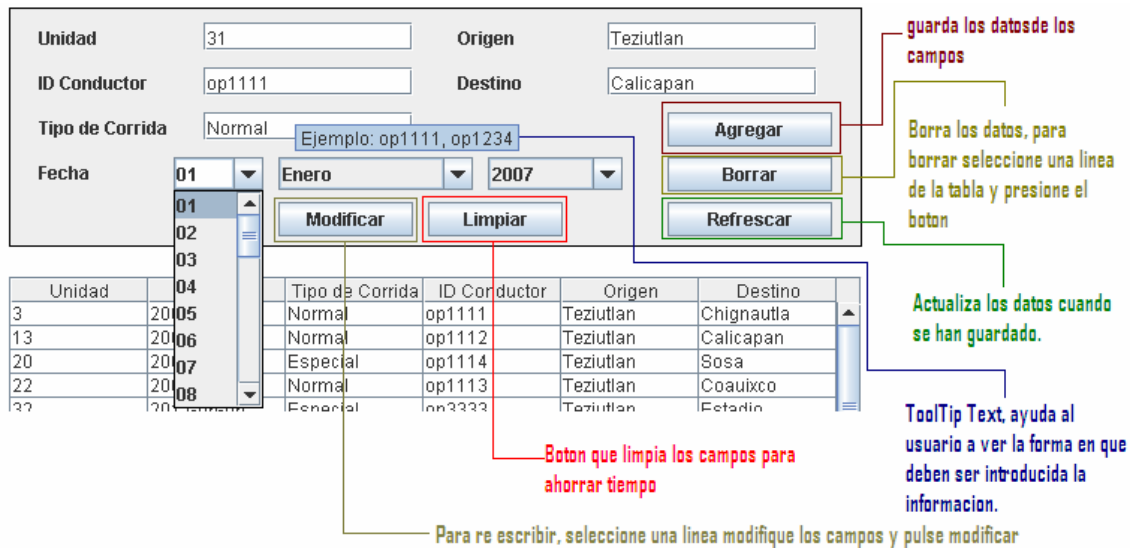 Unidad 31 Origen Teziutlan
ID Conductor op1111 Destino Calicapan
Tipo de Corrida Normal
Ejemplo: op1111, op1234
Agregar
Fecha 01 Enero 2007
Borrar
Modificar Limpiar Refrescar
01
02
03
04
05
06
07
08
Unidad Tipo de Corrida ID Conductor Origen Destino
3 Normal op1111 Teziutlan Chignautla
13 Normal op1112 Teziutlan Calicapan
20 Especial op1114 Teziutlan Sosa
22 Normal op1113 Teziutlan Coauixco
32 Especial op3333 Teziutlan Estadio
guarda los datosde los
campos
Borra los datos, para
borrar seleccione una linea
de la tabla y presione el
boton
Actualiza los datos cuando
se han guardado.
ToolTip Text, ayuda al
usuario a ver la forma en que
deben ser introducida la
informacion.
Boton que limpia los campos para
ahorrar tiempo
Para re escribir, seleccione una linea modifique los campos y pulse modificar